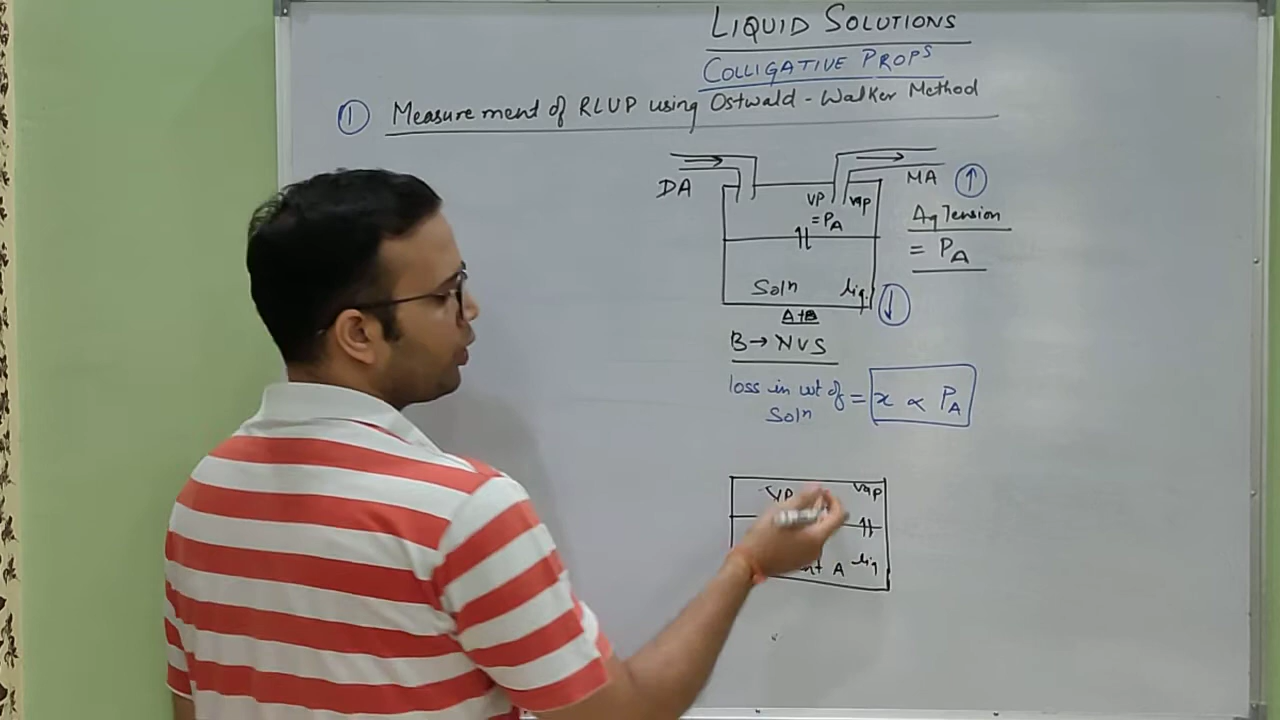 LIQUID SOLUTIONS
COLLIGATIVE PROPS
① Measurement of RLVP using Ostwald - Walker Method
DA
MA ↑
VP vap
= PA
Aq Tension
= PA
Solⁿ liq. ↓
A+B
B → NVS
loss in wt of = x ∝ PA
Solⁿ
VP vap
A liq